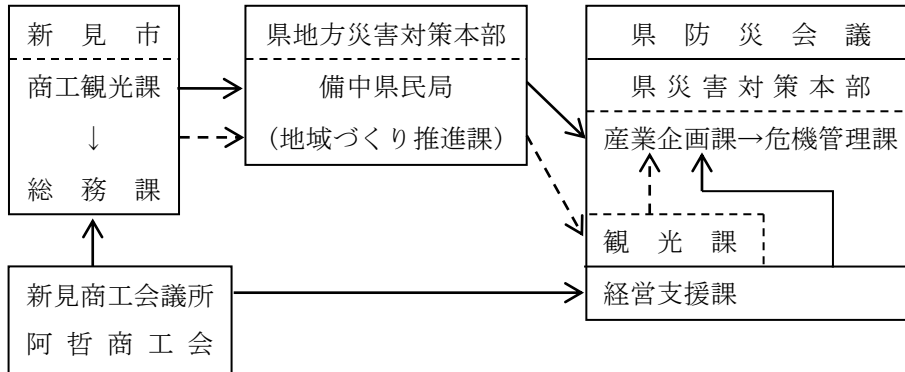 新見市
商工観光課
↓
総務課
県地方災害対策本部
備中県民局
(地域づくり推進課)
県防災会議
県災害対策本部
産業企画課→危機管理課
観光課
経営支援課
新見商工会議所
阿哲商工会